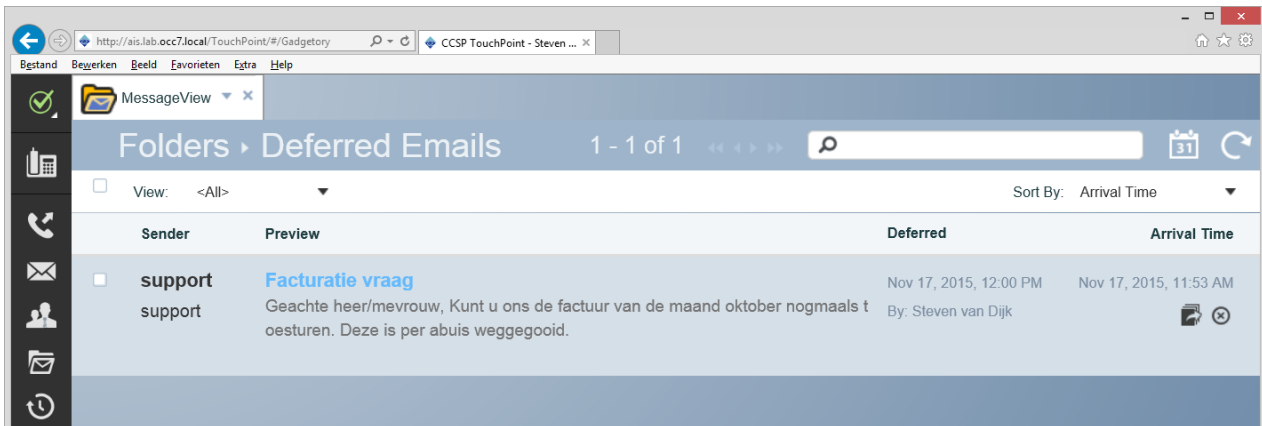 http://ais.lab.occ7.local/TouchPoint/#/Gadgetory
CCSP TouchPoint - Steven ...
Bestand Bewerken Beeld Favorieten Extra Help
MessageView
Folders Deferred Emails 1 - 1 of 1 31
View: <All> Sort By: Arrival Time
Sender Preview Deferred Arrival Time
support Facturatie vraag Nov 17, 2015, 12:00 PM Nov 17, 2015, 11:53 AM
support Geachte heer/mevrouw, Kunt u ons de factuur van de maand oktober nogmaals t By: Steven van Dijk
oesturen. Deze is per abuis weggegooid.